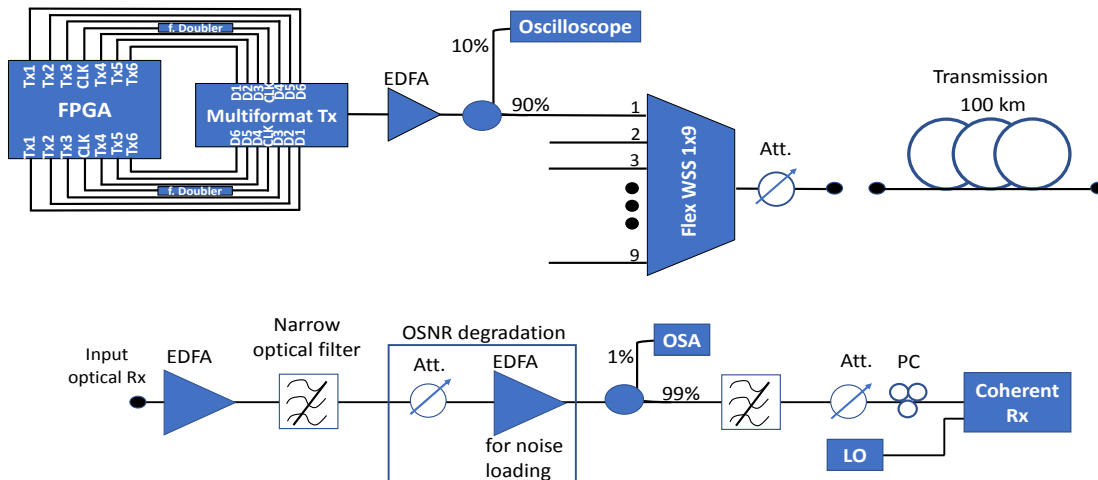 f. Doubler
Oscilloscope
10%
Tx1 Tx2 Tx3 CLK Tx4 Tx5 Tx6
FPGA
Tx1 Tx2 Tx3 CLK Tx4 Tx5 Tx6
D1 D2 D3 CLK D4 D5 D6
Multiformat Tx
D6 D5 D4 CLK D3 D2 D1
f. Doubler
EDFA
90%
1
2
3
9
Flex WSS 1x9
Att.
Transmission
100 km
Input
optical Rx
EDFA
Narrow
optical filter
OSNR degradation
Att.
EDFA
for noise
loading
1%
OSA
99%
Att.
PC
Coherent
Rx
LO